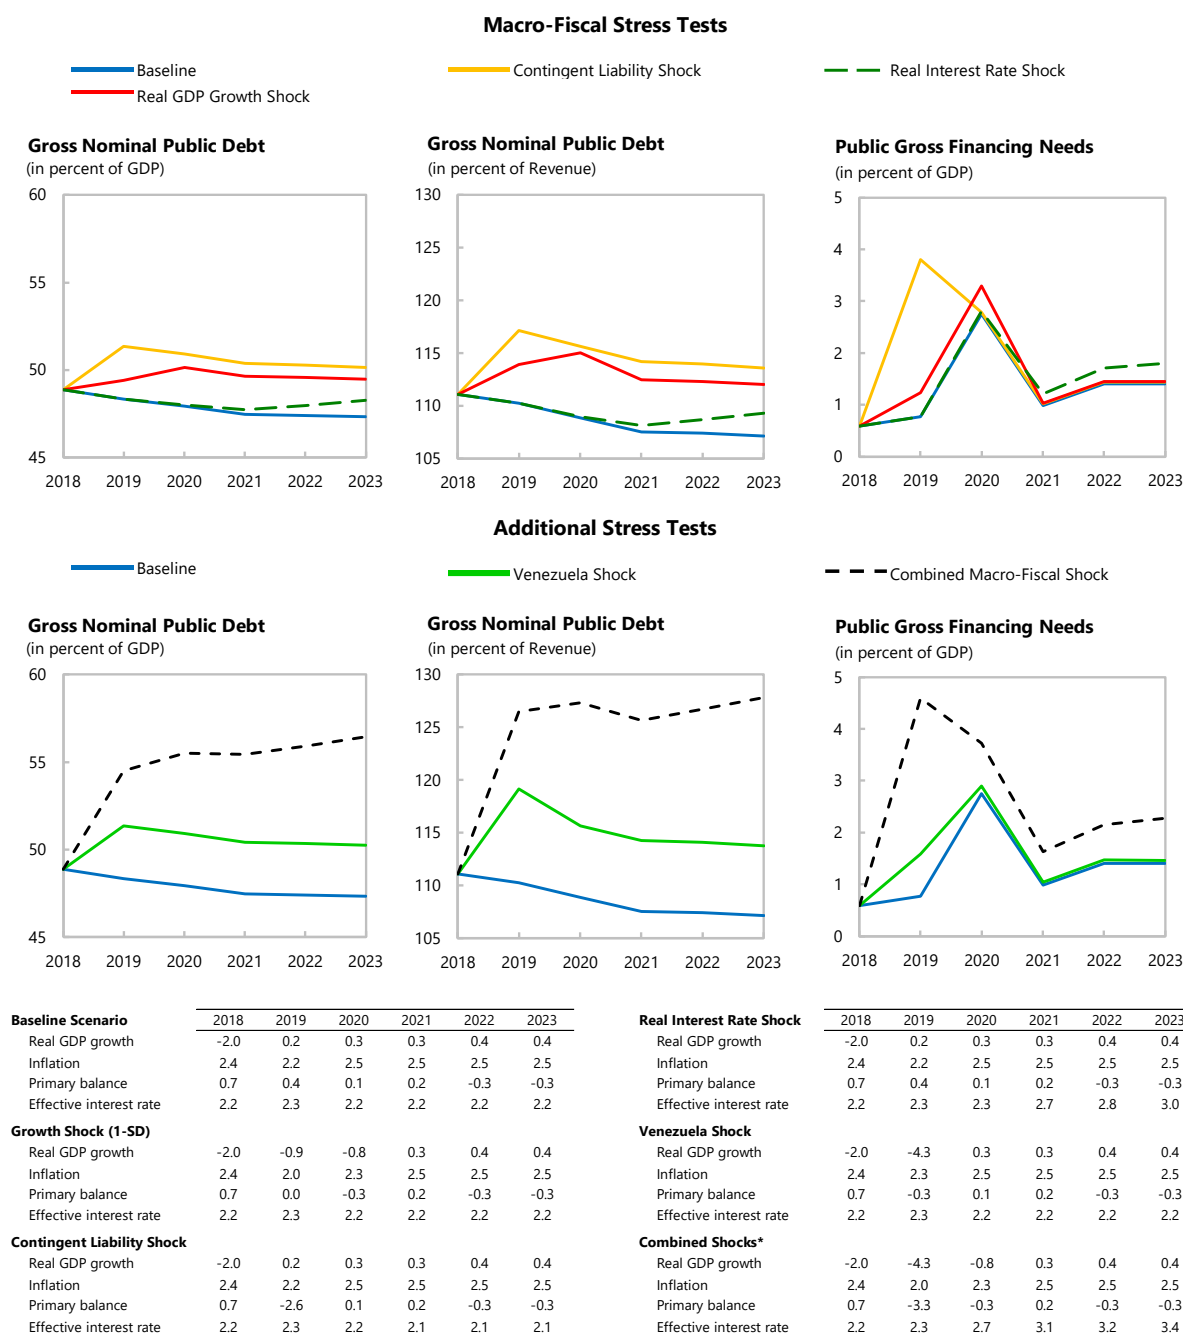 Macro-Fiscal Stress Tests
Baseline
Contingent Liability Shock
Real Interest Rate Shock
Real GDP Growth Shock
Gross Nominal Public Debt
(in percent of GDP)
60
55
50
45
2018 2019 2020 2021 2022 2023
Gross Nominal Public Debt
(in percent of Revenue)
130
125
120
115
110
105
2018 2019 2020 2021 2022 2023
Public Gross Financing Needs
(in percent of GDP)
5
4
3
2
1
0
2018 2019 2020 2021 2022 2023
Additional Stress Tests
Baseline
Venezuela Shock
Combined Macro-Fiscal Shock
Gross Nominal Public Debt
(in percent of GDP)
60
55
50
45
2018 2019 2020 2021 2022 2023
Gross Nominal Public Debt
(in percent of Revenue)
130
125
120
115
110
105
2018 2019 2020 2021 2022 2023
Public Gross Financing Needs
(in percent of GDP)
5
4
3
2
1
0
2018 2019 2020 2021 2022 2023
Baseline Scenario 2018 2019 2020 2021 2022 2023
Real GDP growth -2.0 0.2 0.3 0.3 0.4 0.4
Inflation 2.4 2.2 2.5 2.5 2.5 2.5
Primary balance 0.7 0.4 0.1 0.2 -0.3 -0.3
Effective interest rate 2.2 2.3 2.2 2.2 2.2 2.2
Growth Shock (1-SD)
Real GDP growth -2.0 -0.9 -0.8 0.3 0.4 0.4
Inflation 2.4 2.0 2.3 2.5 2.5 2.5
Primary balance 0.7 0.0 -0.3 0.2 -0.3 -0.3
Effective interest rate 2.2 2.3 2.2 2.2 2.2 2.2
Contingent Liability Shock
Real GDP growth -2.0 0.2 0.3 0.3 0.4 0.4
Inflation 2.4 2.2 2.5 2.5 2.5 2.5
Primary balance 0.7 -2.6 0.1 0.2 -0.3 -0.3
Effective interest rate 2.2 2.3 2.2 2.1 2.1 2.1
Real Interest Rate Shock 2018 2019 2020 2021 2022 2023
Real GDP growth -2.0 0.2 0.3 0.3 0.4 0.4
Inflation 2.4 2.2 2.5 2.5 2.5 2.5
Primary balance 0.7 0.4 0.1 0.2 -0.3 -0.3
Effective interest rate 2.2 2.3 2.3 2.7 2.8 3.0
Venezuela Shock
Real GDP growth -2.0 -4.3 0.3 0.3 0.4 0.4
Inflation 2.4 2.3 2.5 2.5 2.5 2.5
Primary balance 0.7 -0.3 0.1 0.2 -0.3 -0.3
Effective interest rate 2.2 2.3 2.2 2.2 2.2 2.2
Combined Shocks*
Real GDP growth -2.0 -4.3 -0.8 0.3 0.4 0.4
Inflation 2.4 2.0 2.3 2.5 2.5 2.5
Primary balance 0.7 -3.3 -0.3 0.2 -0.3 -0.3
Effective interest rate 2.2 2.3 2.7 3.1 3.2 3.4